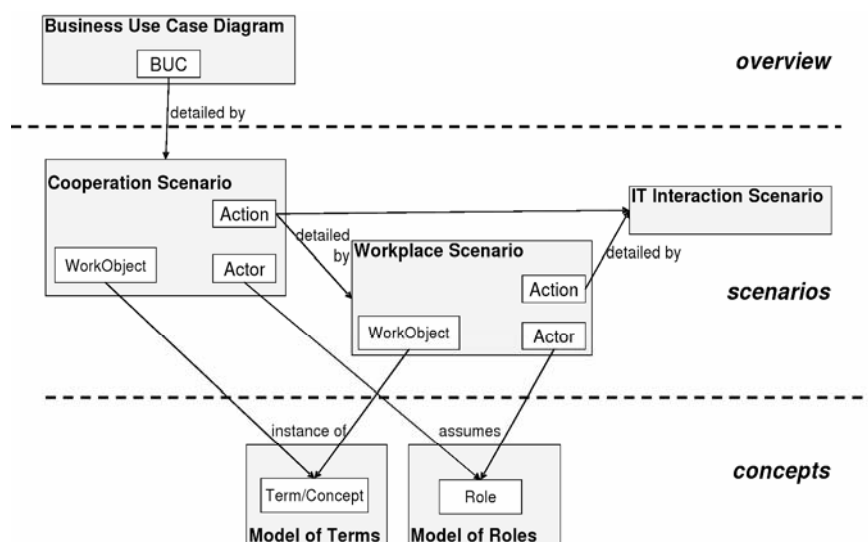 Business Use Case Diagram
BUC
overview
detailed by
Cooperation Scenario
Action
IT Interaction Scenario
detailed
by
Workplace Scenario
detailed by
WorkObject
Actor
Action
scenarios
WorkObject
Actor
instance of
assumes
Term/Concept
Role
concepts
Model of Terms
Model of Roles